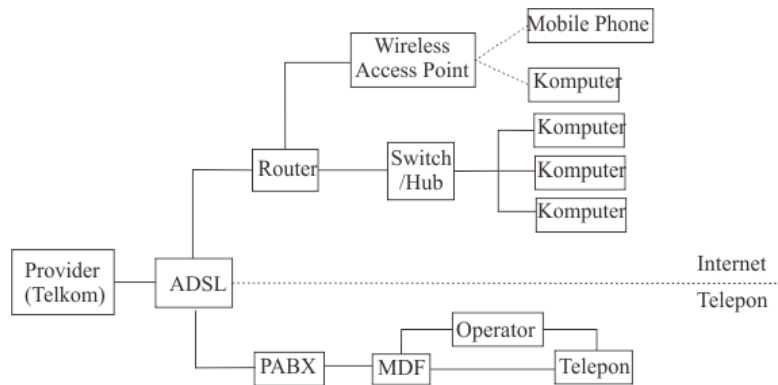 Mobile Phone
Wireless
Access Point
Komputer
Komputer
Router
Switch
/Hub
Komputer
Komputer
Provider
(Telkom)
ADSL
Internet
Telepon
Operator
PABX
MDF
Telepon